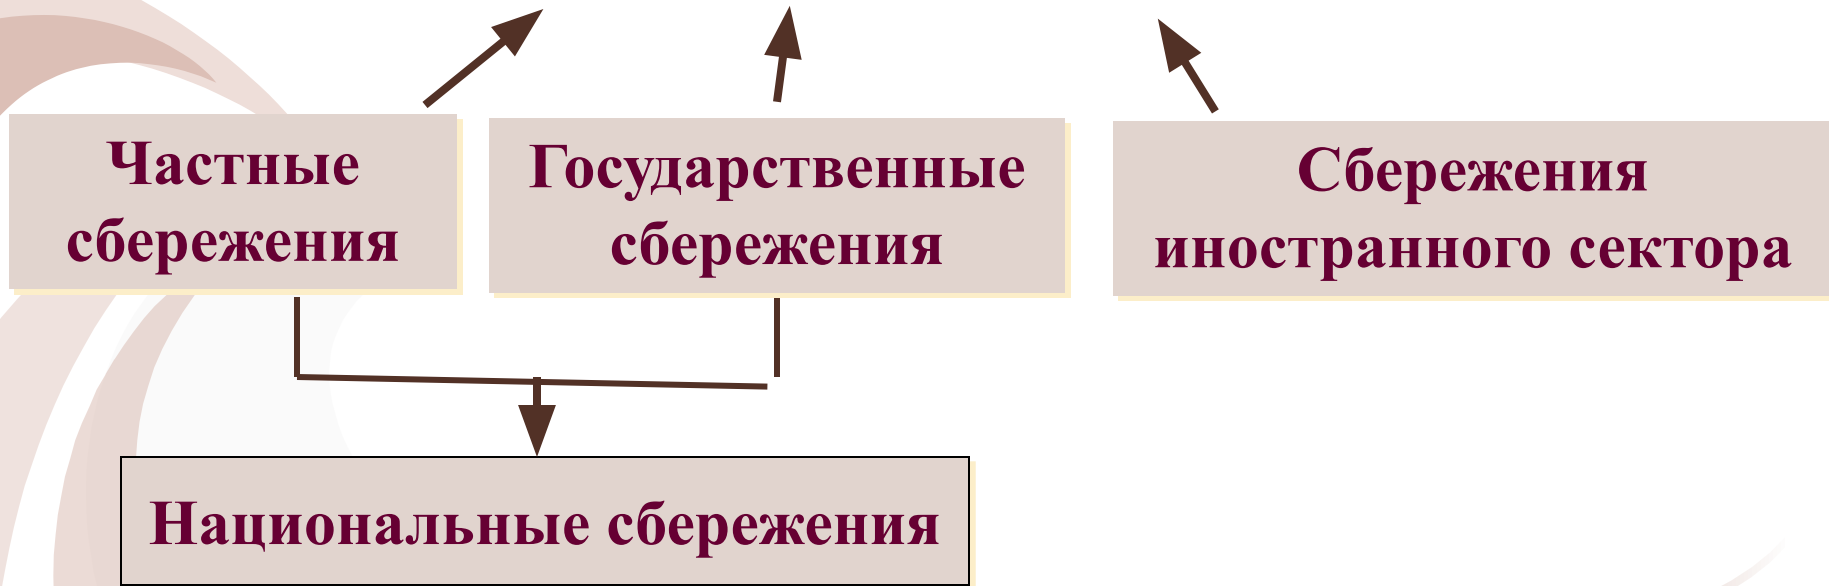 Частные
сбережения
Государственные
сбережения
Сбережения
иностранного сектора
Национальные сбережения